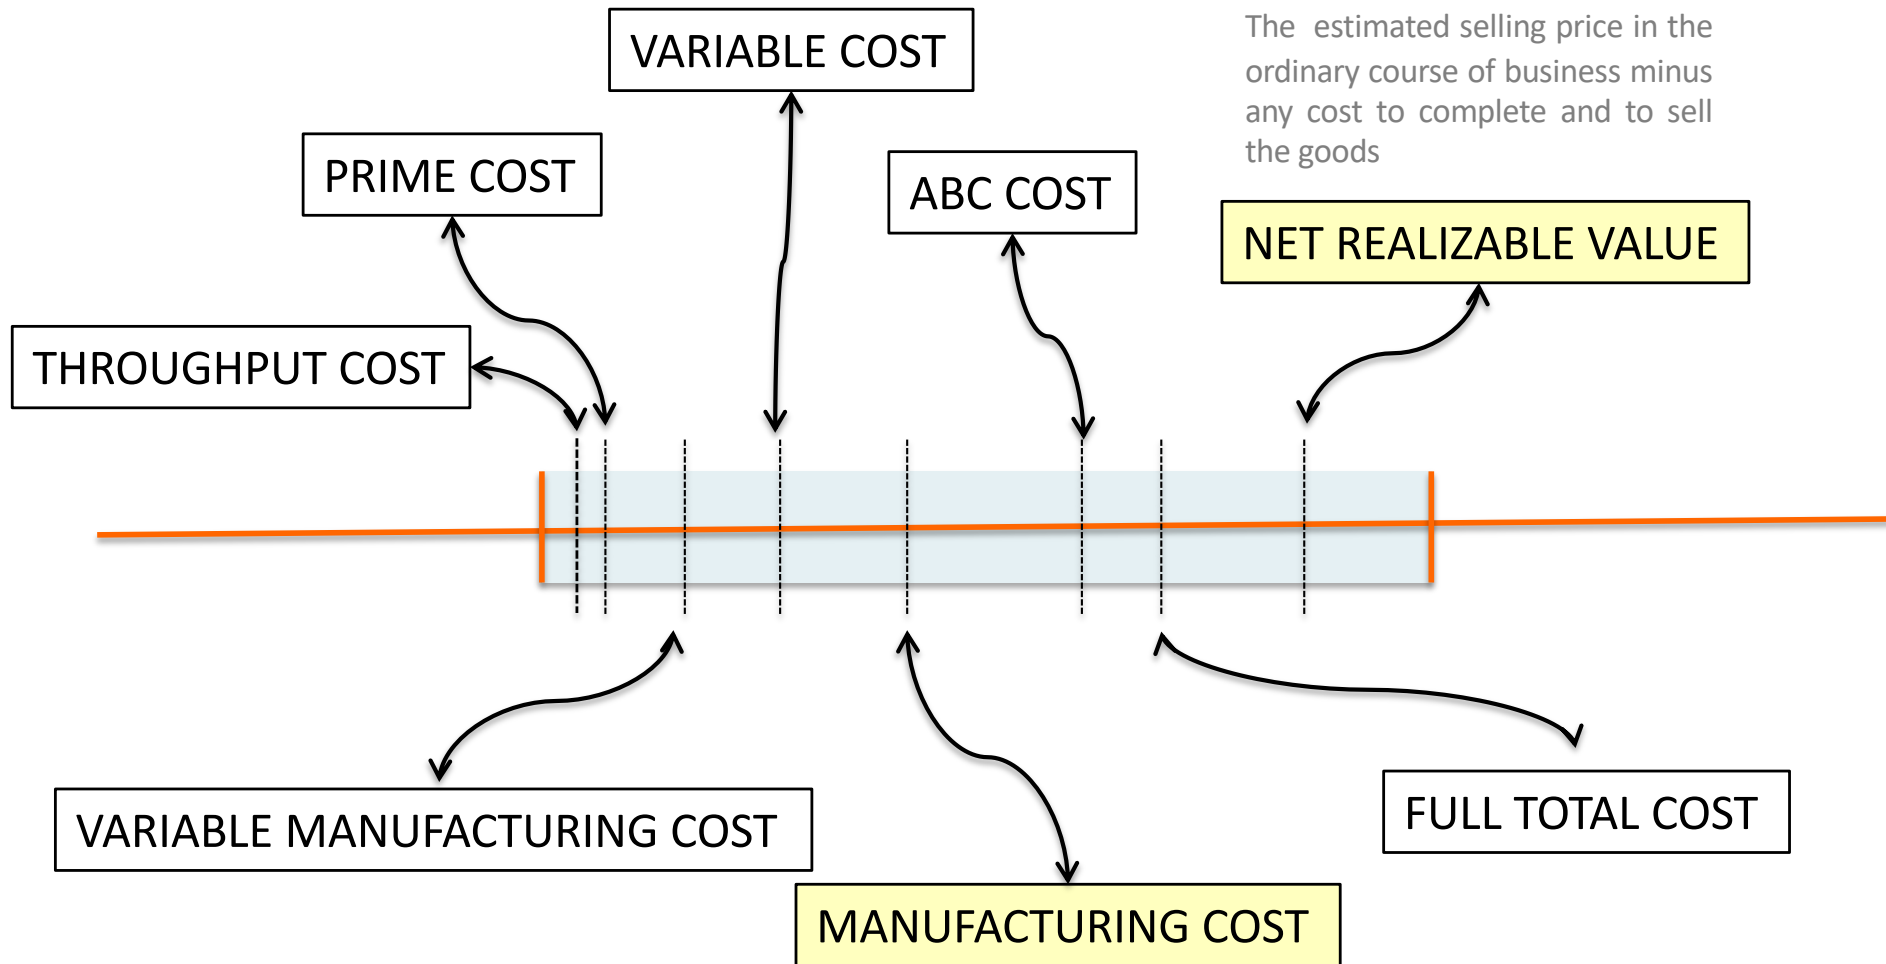 VARIABLE COST
The estimated selling price in the
ordinary course of business minus
any cost to complete and to sell
the goods
PRIME COST
ABC COST
NET REALIZABLE VALUE
THROUGHPUT COST
VARIABLE MANUFACTURING COST
FULL TOTAL COST
MANUFACTURING COST